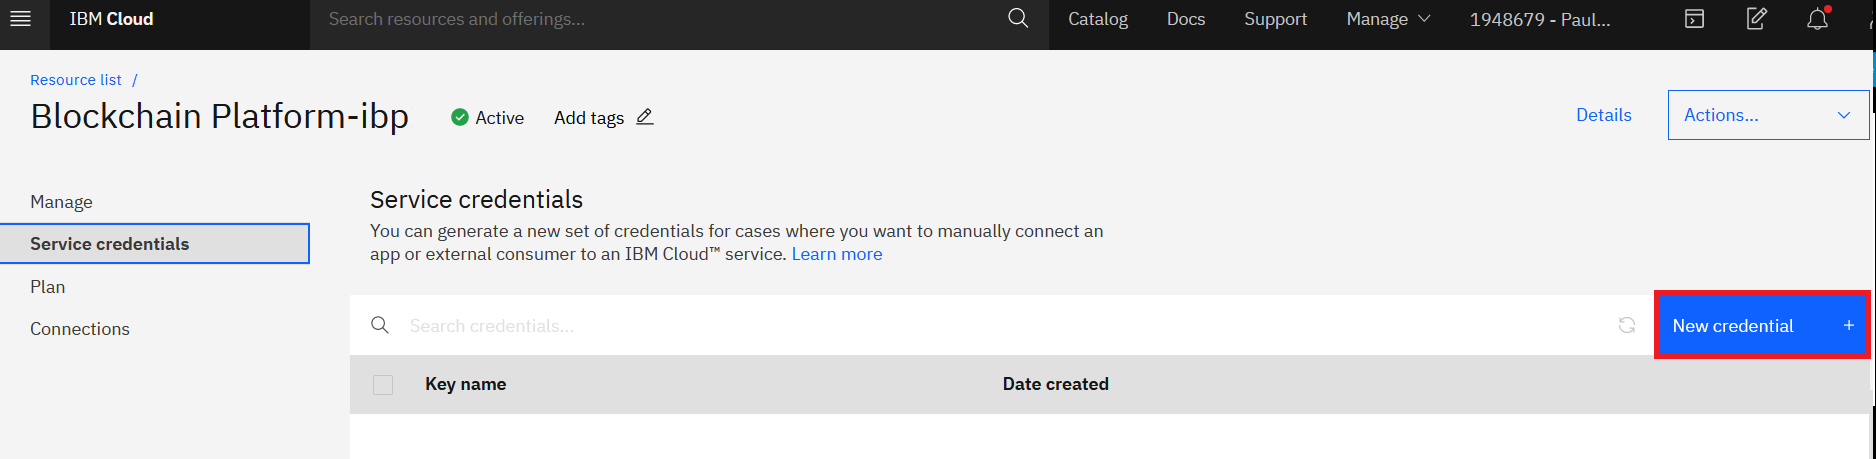 IBM Cloud
Search resources and offerings...
Catalog
Docs
Support
Manage
1948679 - Paul...
Resource list /
Blockchain Platform-ibp
Active
Add tags
Details
Actions...
Manage
Service credentials
Plan
Connections
Service credentials
You can generate a new set of credentials for cases where you want to manually connect an
app or external consumer to an IBM Cloud™ service. Learn more
Search credentials...
New credential +
Key name
Date created